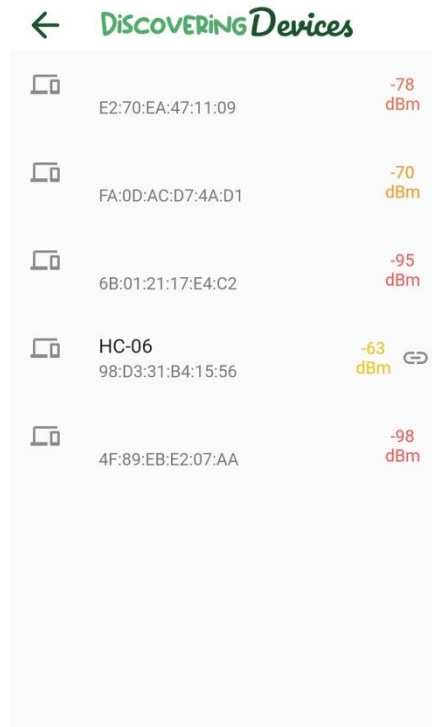 DiSCOVERiNG Devices
-78
dBm
E2:70:EA:47:11:09
-70
dBm
FA:0D:AC:D7:4A:D1
-95
dBm
6B:01:21:17:E4:C2
HC-06
-63
dBm
98:D3:31:B4:15:56
-98
dBm
4F:89:EB:E2:07:AA